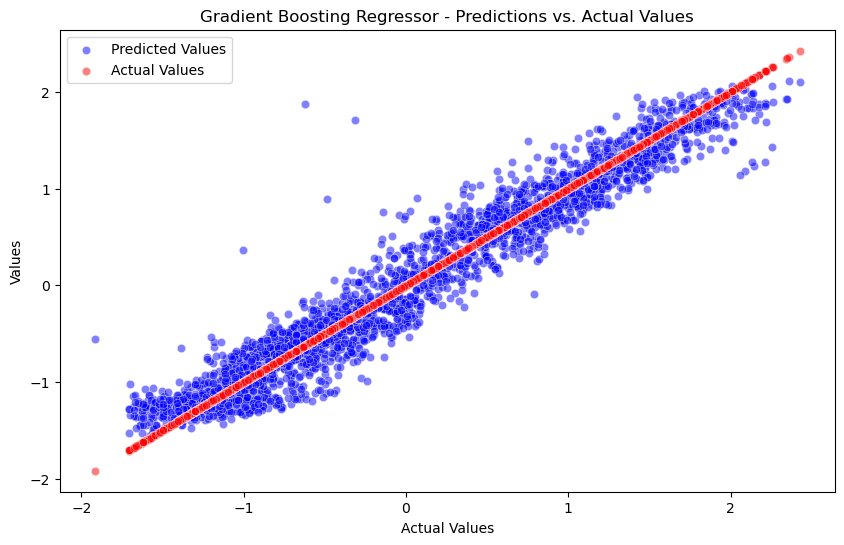 Gradient Boosting Regressor - Predictions vs. Actual Values
Predicted Values
Actual Values
Values
2
1
0
−1
−2
−2
−1
0
1
2
Actual Values